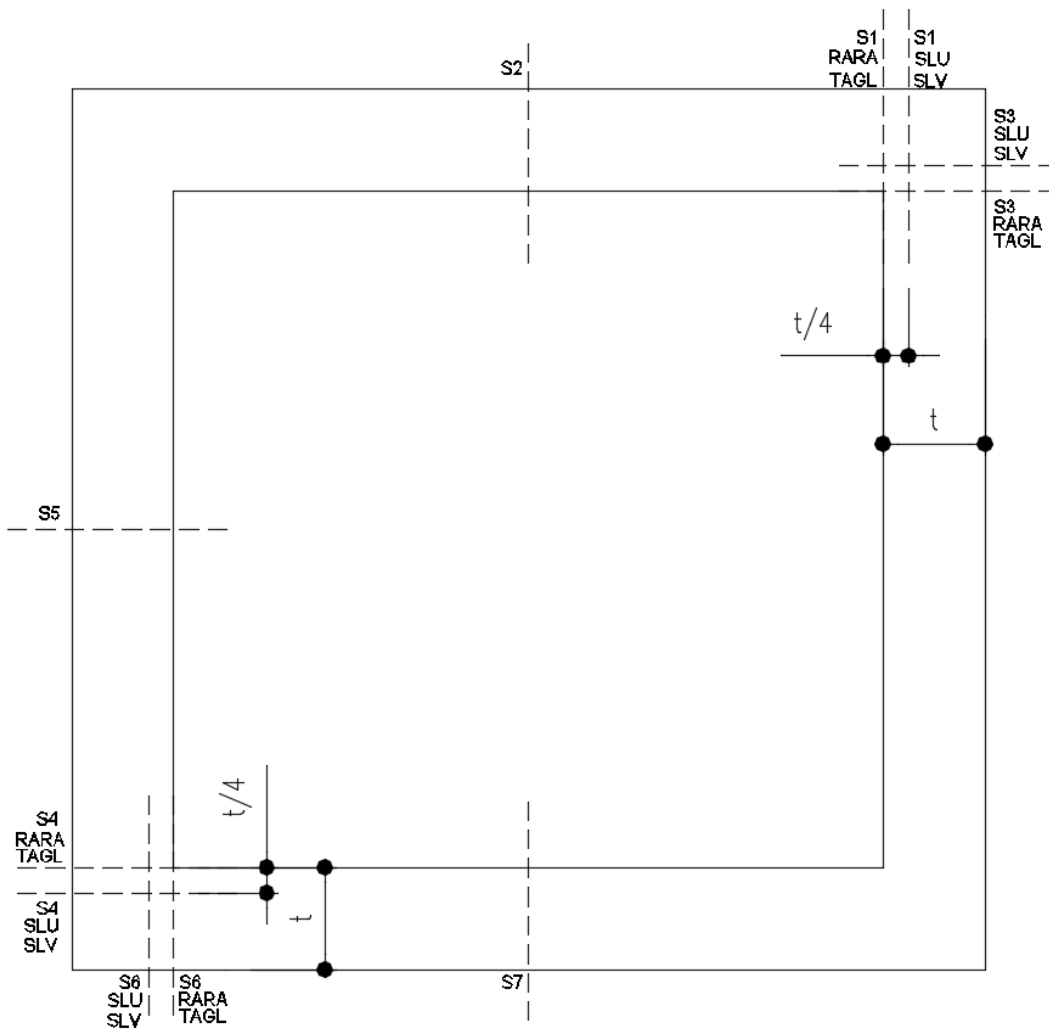 S1
RARA
TAGL
S1
SLU
SLV
S2
S3
SLU
SLV
S3
RARA
TAGL
t/4
t
S5
t/4
S4
RARA
TAGL
S4
SLU
SLV
t
S6
SLU
SLV
S6
RARA
TAGL
S7